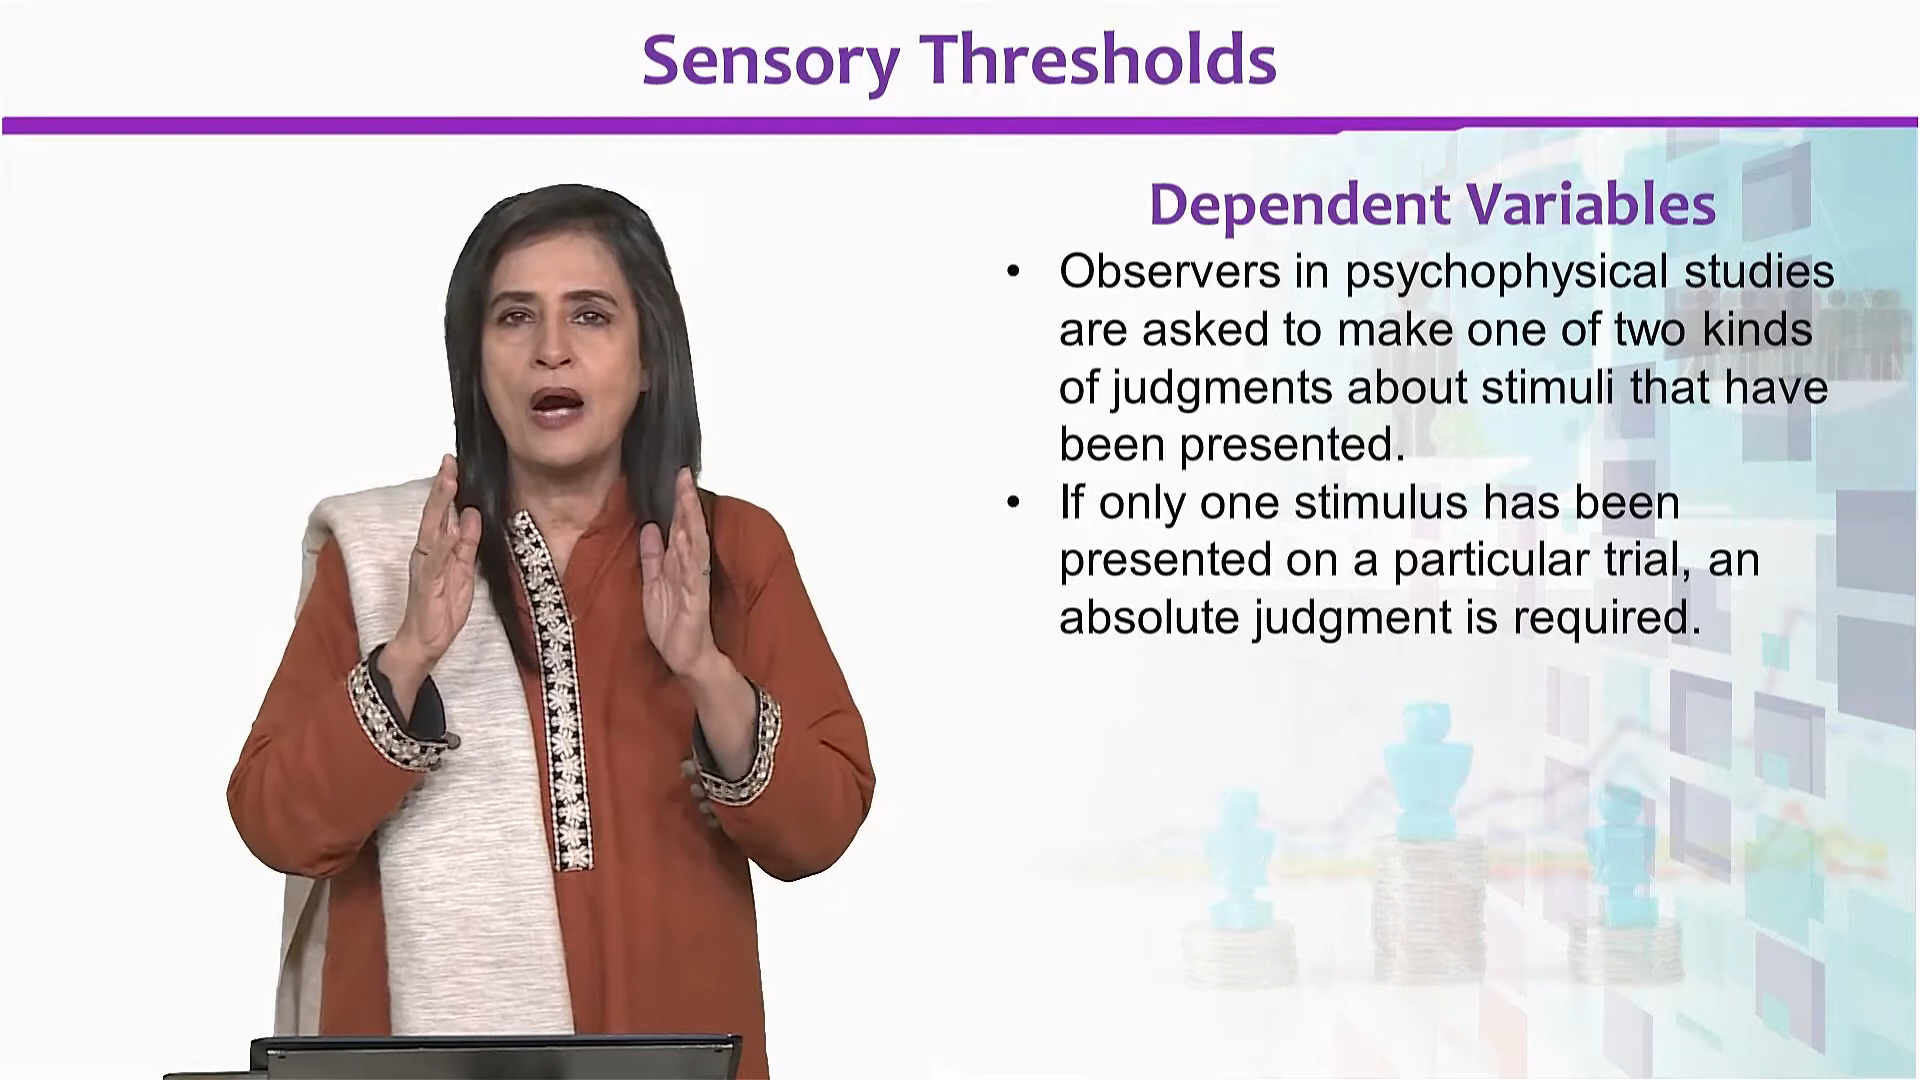 Sensory Thresholds
Dependent Variables
• Observers in psychophysical studies
are asked to make one of two kinds
of judgments about stimuli that have
been presented.
• If only one stimulus has been
presented on a particular trial, an
absolute judgment is required.